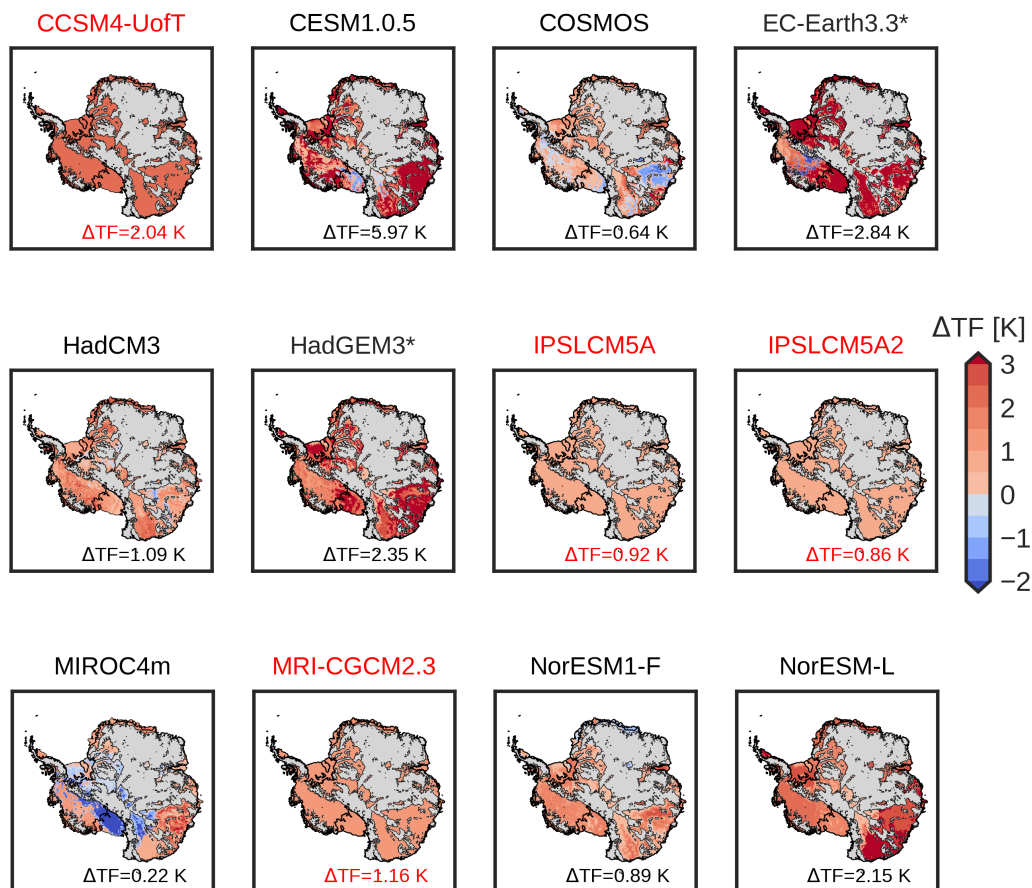 CCSM4-UofT
CESM1.0.5
COSMOS
EC-Earth3.3*
ΔTF=2.04 K
ΔTF=5.97 K
ΔTF=0.64 K
ΔTF=2.84 K
HadCM3
HadGEM3*
IPSLCM5A
IPSLCM5A2
ΔTF=1.09 K
ΔTF=2.35 K
ΔTF=0.92 K
ΔTF=0.86 K
ΔTF [K]
3
2
1
0
−1
−2
MIROC4m
MRI-CGCM2.3
NorESM1-F
NorESM-L
ΔTF=0.22 K
ΔTF=1.16 K
ΔTF=0.89 K
ΔTF=2.15 K